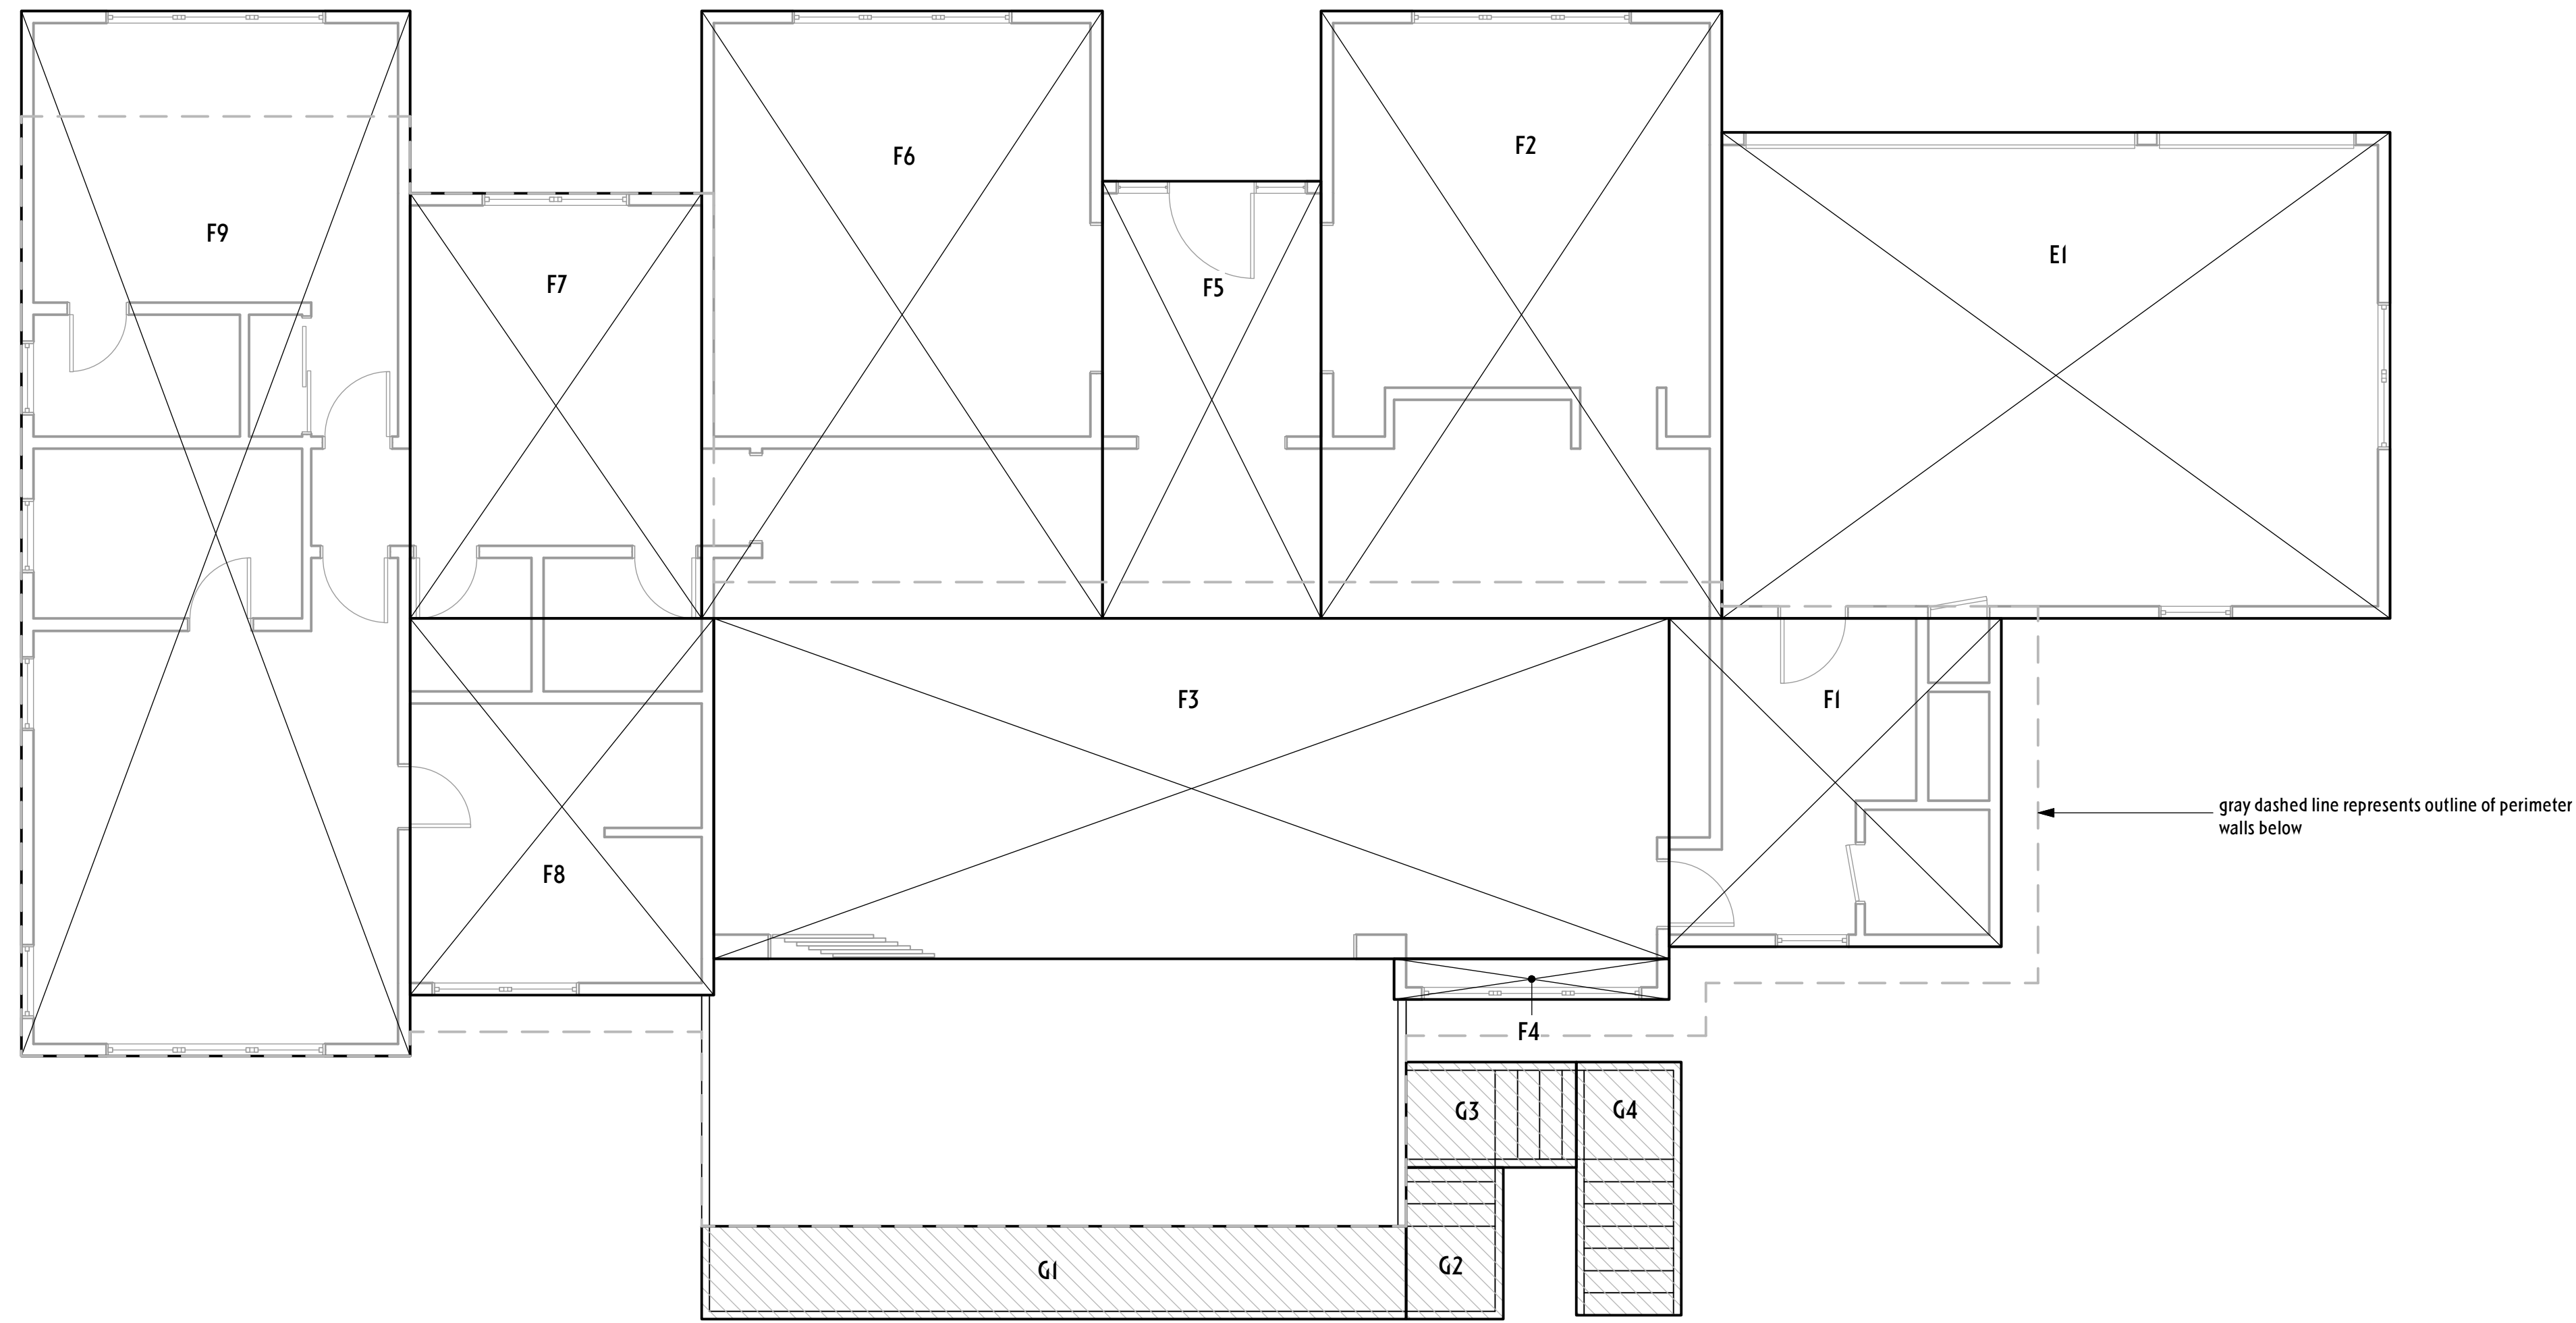 F2
F6
F9
E1
F7
F5
F3
F1
gray dashed line represents outline of perimeter
walls below
F8
F4
G3
G4
G2
G1